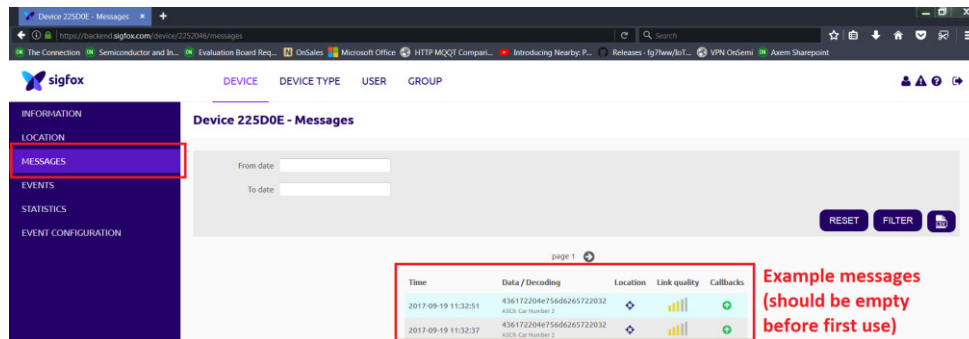 Device 225D0E - Messages
https://backend.sigfox.com/device/2252046/messages
Search
The Connection
Semiconductor and In...
Evaluation Board Req...
OnSales
Microsoft Office
HTTP MQQT Compari...
Introducing Nearby: P...
Releases · fg7lww/IoT...
VPN OnSemi
Axem Sharepoint
sigfox
DEVICE
DEVICE TYPE
USER
GROUP
INFORMATION
LOCATION
MESSAGES
EVENTS
STATISTICS
EVENT CONFIGURATION
Device 225D0E - Messages
From date
To date
RESET
FILTER
page 1
Time
Data / Decoding
Location
Link quality
Callbacks
2017-09-19 11:32:51
436172204e756d6265722032
ASCII: Car Number 2
2017-09-19 11:32:37
436172204e756d6265722032
ASCII: Car Number 2
Example messages
(should be empty
before first use)